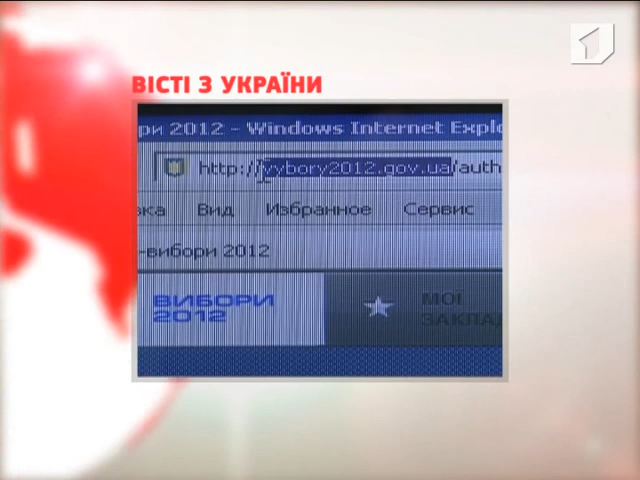 ВІСТІ З УКРАЇНИ
ри 2012 - Windows Internet Explo
http://vybory2012.gov.ua/auth
вка Вид Избранное Сервис
-вибори 2012
ВИБОРИ
2012
МОЇ
ЗАКЛАД